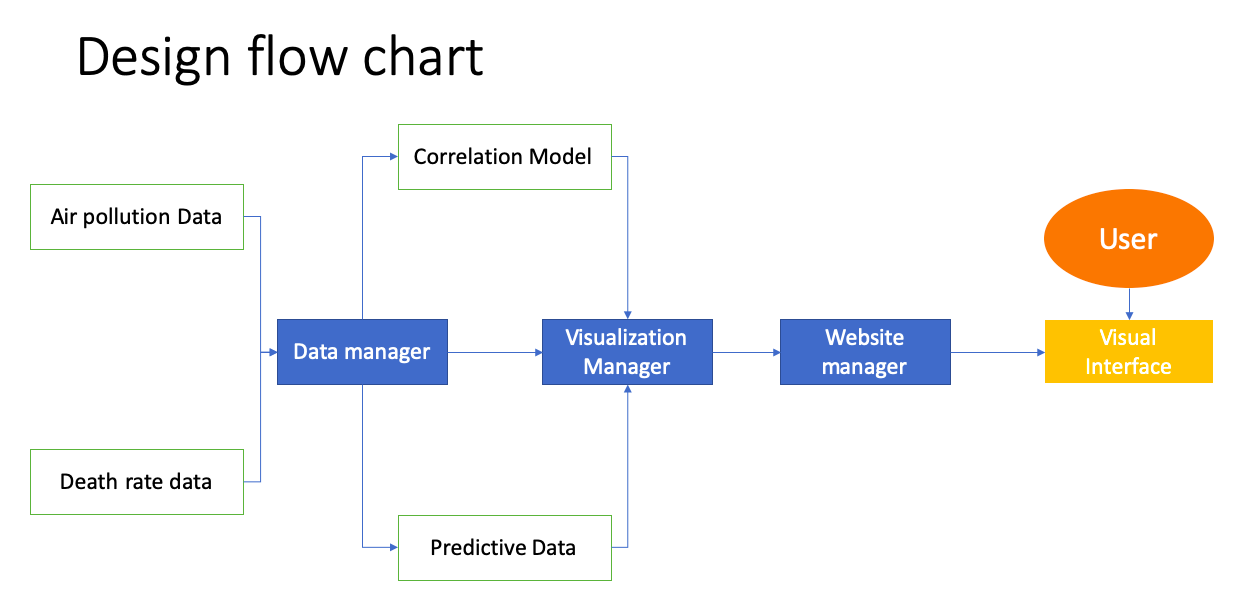 Design flow chart
Correlation Model
Air pollution Data
User
Data manager
Visualization
Manager
Website
manager
Visual
Interface
Death rate data
Predictive Data